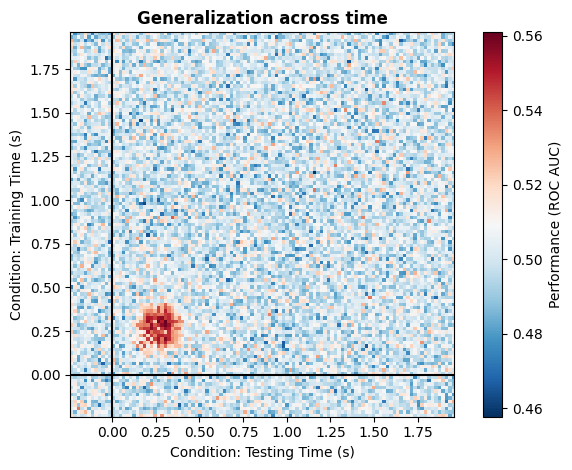 Generalization across time
1.75
1.50
1.25
1.00
0.75
0.50
0.25
0.00
Condition: Training Time (s)
0.00 0.25 0.50 0.75 1.00 1.25 1.50 1.75
Condition: Testing Time (s)
0.56
0.54
0.52
0.50
0.48
0.46
Performance (ROC AUC)